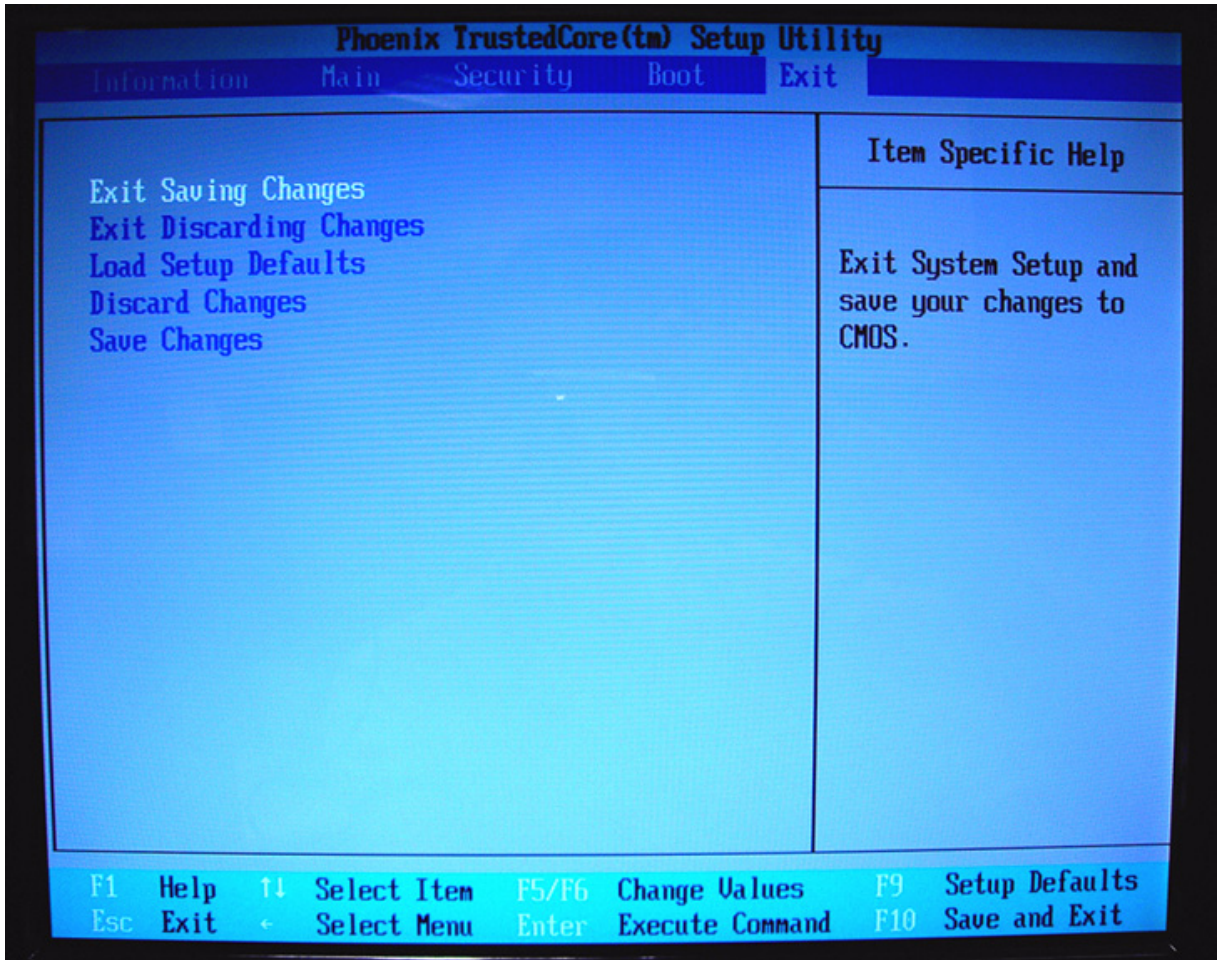 Phoenix TrustedCore(tm) Setup Utility
Information Main Security Boot Exit
Item Specific Help
Exit Saving Changes
Exit Discarding Changes
Load Setup Defaults
Discard Changes
Save Changes
Exit System Setup and
save your changes to
CMOS.
F1 Help ↑↓ Select Item F5/F6 Change Values F9 Setup Defaults
Esc Exit ← Select Menu Enter Execute Command F10 Save and Exit